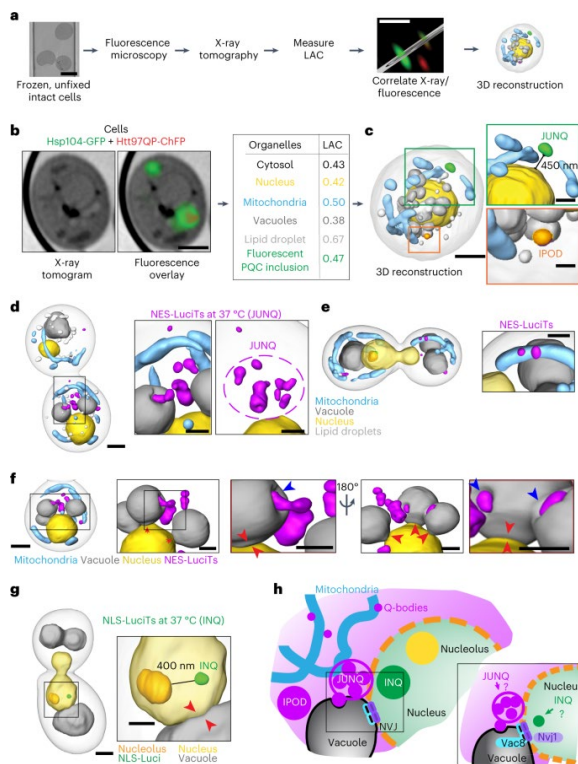 a
Fluorescence microscopy
X-ray tomography
Measure LAC
Frozen, unfixed intact cells
Correlate X-ray/ fluorescence
3D reconstruction
b
Cells
Hsp104-GFP + Htt97QP-ChFP
X-ray tomogram
Fluorescence overlay
Organelles LAC
Cytosol 0.43
Nucleus 0.42
Mitochondria 0.50
Vacuoles 0.38
Lipid droplet 0.67
Fluorescent PQC inclusion 0.47
c
JUNQ
450 nm
IPOD
3D reconstruction
d
NES-LuciTs at 37 °C (JUNQ)
JUNQ
Mitochondria
Vacuole
Nucleus
Lipid droplets
e
NES-LuciTs
f
180°
Mitochondria Vacuole Nucleus NES-LuciTs
g
NLS-LuciTs at 37 °C (INQ)
400 nm
INQ
Nucleolus Nucleus
NLS-Luci Vacuole
h
Mitochondria
Q-bodies
Nucleolus
JUNQ
INQ
IPOD
NVJ
Nucleus
Vacuole
JUNQ
?
Nucleu
INQ
?
Vac8
Nvj1
Vacuole